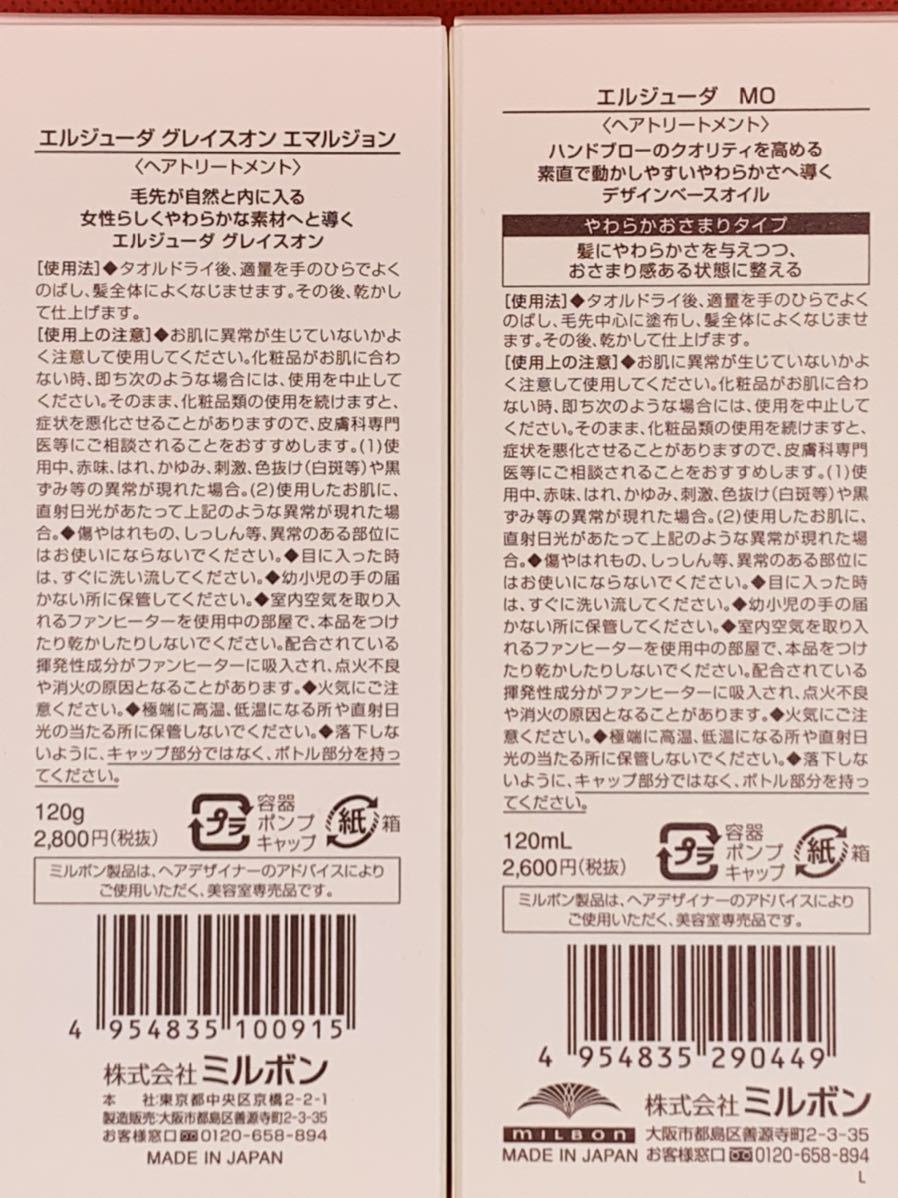 エルジューダ グレイスオン エマルジョン
〈ヘアトリートメント〉
毛先が自然と内に入る
女性らしくやわらかな素材へと導く
エルジューダ グレイスオン
[使用法]◆タオルドライ後、適量を手のひらでよく
のばし、髪全体によくなじませます。その後、乾かし
て仕上げます。
[使用上の注意]◆お肌に異常が生じていないかよ
く注意して使用してください。化粧品がお肌に合わ
ない時、即ち次のような場合には、使用を中止して
ください。そのまま、化粧品類の使用を続けますと、
症状を悪化させることがありますので、皮膚科専門
医等にご相談されることをおすすめします。(1)使
用中、赤味、はれ、かゆみ、刺激、色抜け(白斑等)や黒
ずみ等の異常が現れた場合。(2)使用したお肌に、
直射日光があたって上記のような異常が現れた場
合。◆傷やはれもの、しっしん等、異常のある部位に
はお使いにならないでください。◆目に入った時
は、すぐに洗い流してください。◆幼小児の手の届
かない所に保管してください。◆室内空気を取り入
れるファンヒーターを使用中の部屋で、本品をつけ
たり乾かしたりしないでください。配合されている
揮発性成分がファンヒーターに吸入され、点火不良
や消火の原因となることがあります。◆火気にご注
意ください。◆極端に高温、低温になる所や直射日
光の当たる所に保管しないでください。◆落下しな
いように、キャップ部分ではなく、ボトル部分を持っ
てください。
120g
2,800円(税抜)
プラ
容器
ポンプ
キャップ
紙
箱
ミルボン製品は、ヘアデザイナーのアドバイスにより
ご使用いただく、美容室専売品です。
4 954835 100915
株式会社 ミルボン
本 社:東京都中央区京橋2-2-1
製造販売:大阪市都島区善源寺町2-3-35
お客様窓口 0120-658-894
MADE IN JAPAN
エルジューダ MO
〈ヘアトリートメント〉
ハンドブローのクオリティを高める
素直で動かしやすいやわらかさへ導く
デザインベースオイル
やわらかおさまりタイプ
髪にやわらかさを与えつつ、
おさまり感ある状態に整える
[使用法]◆タオルドライ後、適量を手のひらでよく
のばし、毛先中心に塗布し、髪全体によくなじませ
ます。その後、乾かして仕上げます。
[使用上の注意]◆お肌に異常が生じていないかよ
く注意して使用してください。化粧品がお肌に合わ
ない時、即ち次のような場合には、使用を中止して
ください。そのまま、化粧品類の使用を続けますと、
症状を悪化させることがありますので、皮膚科専門
医等にご相談されることをおすすめします。(1)使
用中、赤味、はれ、かゆみ、刺激、色抜け(白斑等)や黒
ずみ等の異常が現れた場合。(2)使用したお肌に、
直射日光があたって上記のような異常が現れた場
合。◆傷やはれもの、しっしん等、異常のある部位に
はお使いにならないでください。◆目に入った時
は、すぐに洗い流してください。◆幼小児の手の届
かない所に保管してください。◆室内空気を取り入
れるファンヒーターを使用中の部屋で、本品をつけ
たり乾かしたりしないでください。配合されている
揮発性成分がファンヒーターに吸入され、点火不良
や消火の原因となることがあります。◆火気にご注
意ください。◆極端に高温、低温になる所や直射日
光の当たる所に保管しないでください。◆落下しな
いように、キャップ部分ではなく、ボトル部分を持っ
てください。
120mL
2,600円(税抜)
プラ
容器
ポンプ
キャップ
紙
箱
ミルボン製品は、ヘアデザイナーのアドバイスにより
ご使用いただく、美容室専売品です。
4 954835 290449
MILBON
株式会社 ミルボン
大阪市都島区善源寺町2-3-35
MADE IN JAPAN お客様窓口 0120-658-894
L